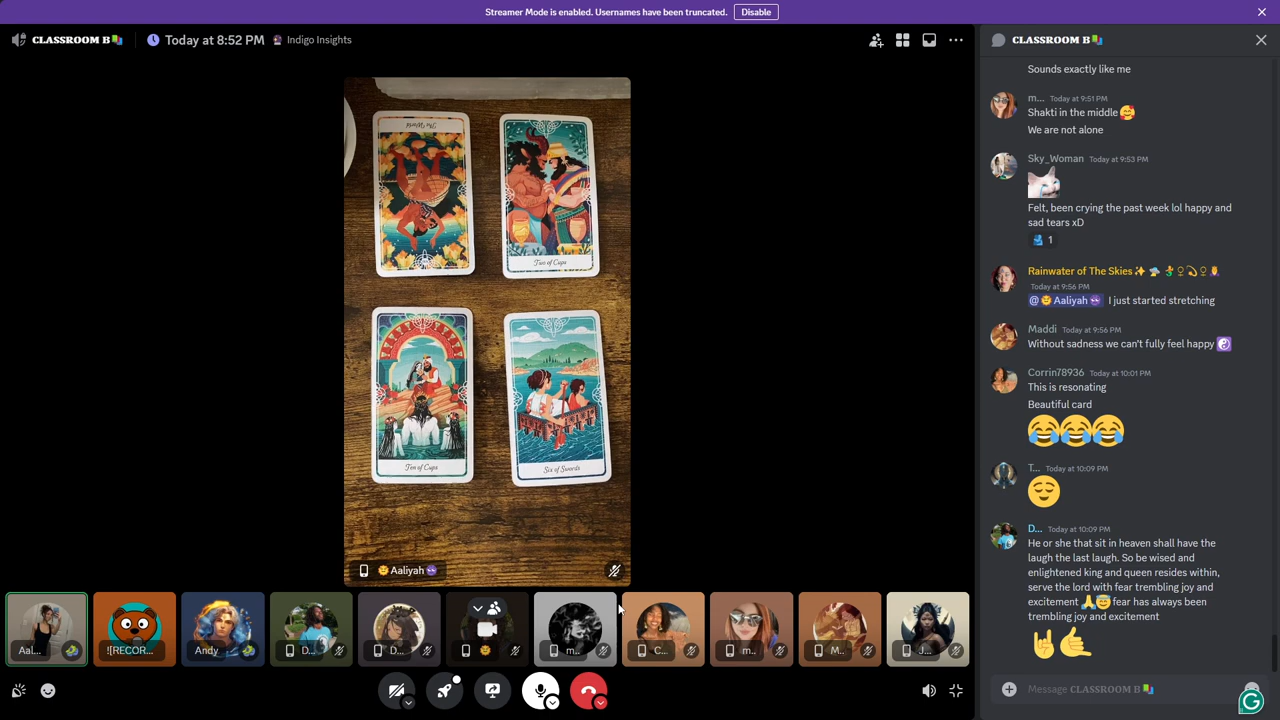 Streamer Mode is enabled. Usernames have been truncated. Disable
CLASSROOM B
Today at 8:52 PM
Indigo Insights
The World
Two of Cups
Ten of Cups
Six of Swords
Aaliyah
Aal...
![RECOR...
Andy
D...
D...
m...
C...
m...
M...
J...
CLASSROOM B
Sounds exactly like me
m... Today at 9:51 PM
Shakti in the middle 🥰
We are not alone
Sky_Woman Today at 9:53 PM
Felt, been crying the past week lol happy and
sad tears xD
1
Rainwater of The Skies
Today at 9:56 PM
@🌞Aaliyah I just started stretching
Maddi Today at 9:56 PM
Without sadness we can't fully feel happy ☯️
Corrin78936 Today at 10:01 PM
This is resonating
Beautiful card
😂😂😂
T... Today at 10:09 PM
😌
D... Today at 10:09 PM
He or she that sit in heaven shall have the
laugh the last laugh. So be wised and
enlightened king and queen resides within,
serve the lord with fear trembling joy and
excitement 🙏😇 fear has always been
trembling joy and excitement
🤘🤙
Message CLASSROOM B